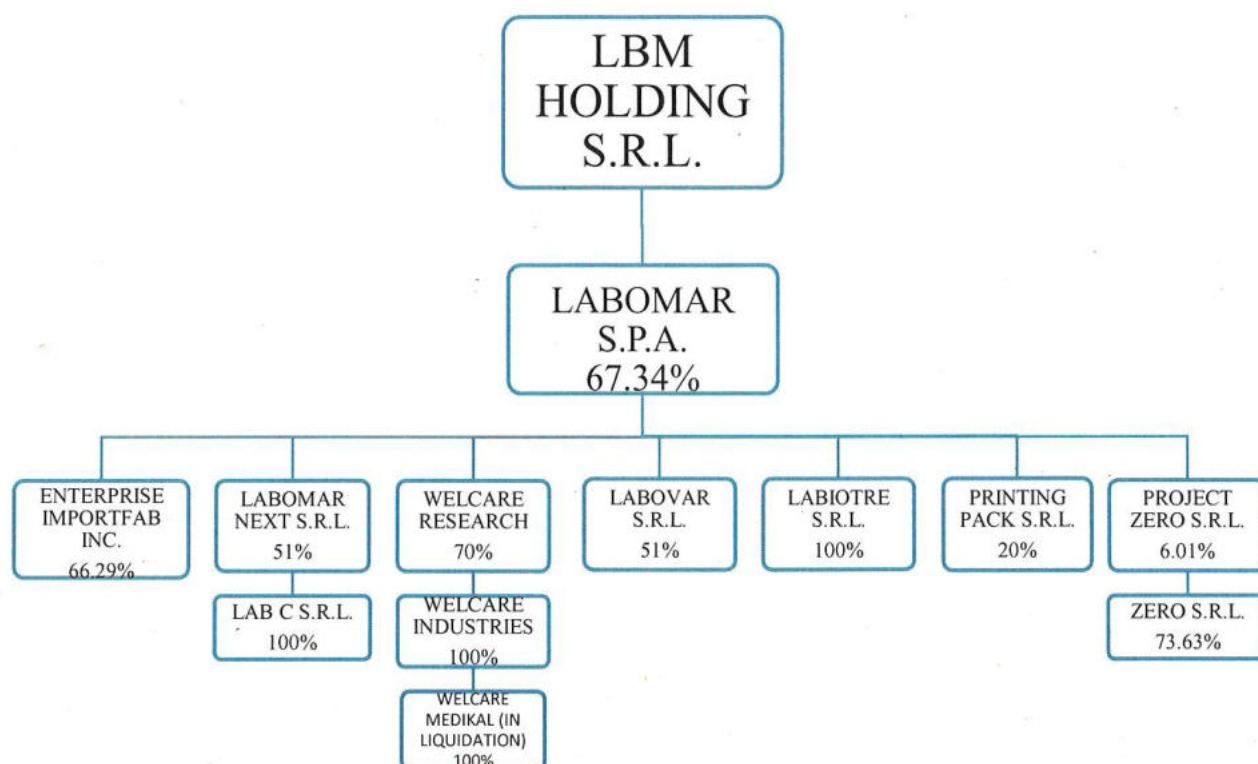 LBM
HOLDING
S.R.L.
LABOMAR
S.P.A.
67.34%
ENTERPRISE
IMPORTFAB
INC.
66.29%
LABOMAR
NEXT S.R.L.
51%
WELCARE
RESEARCH
70%
LABOVAR
S.R.L.
51%
LABIOTRE
S.R.L.
100%
PRINTING
PACK S.R.L.
20%
PROJECT
ZERO S.R.L.
6.01%
LAB C S.R.L.
100%
WELCARE
INDUSTRIES
100%
ZERO S.R.L.
73.63%
WELCARE
MEDIKAL (IN
LIQUIDATION)
100%